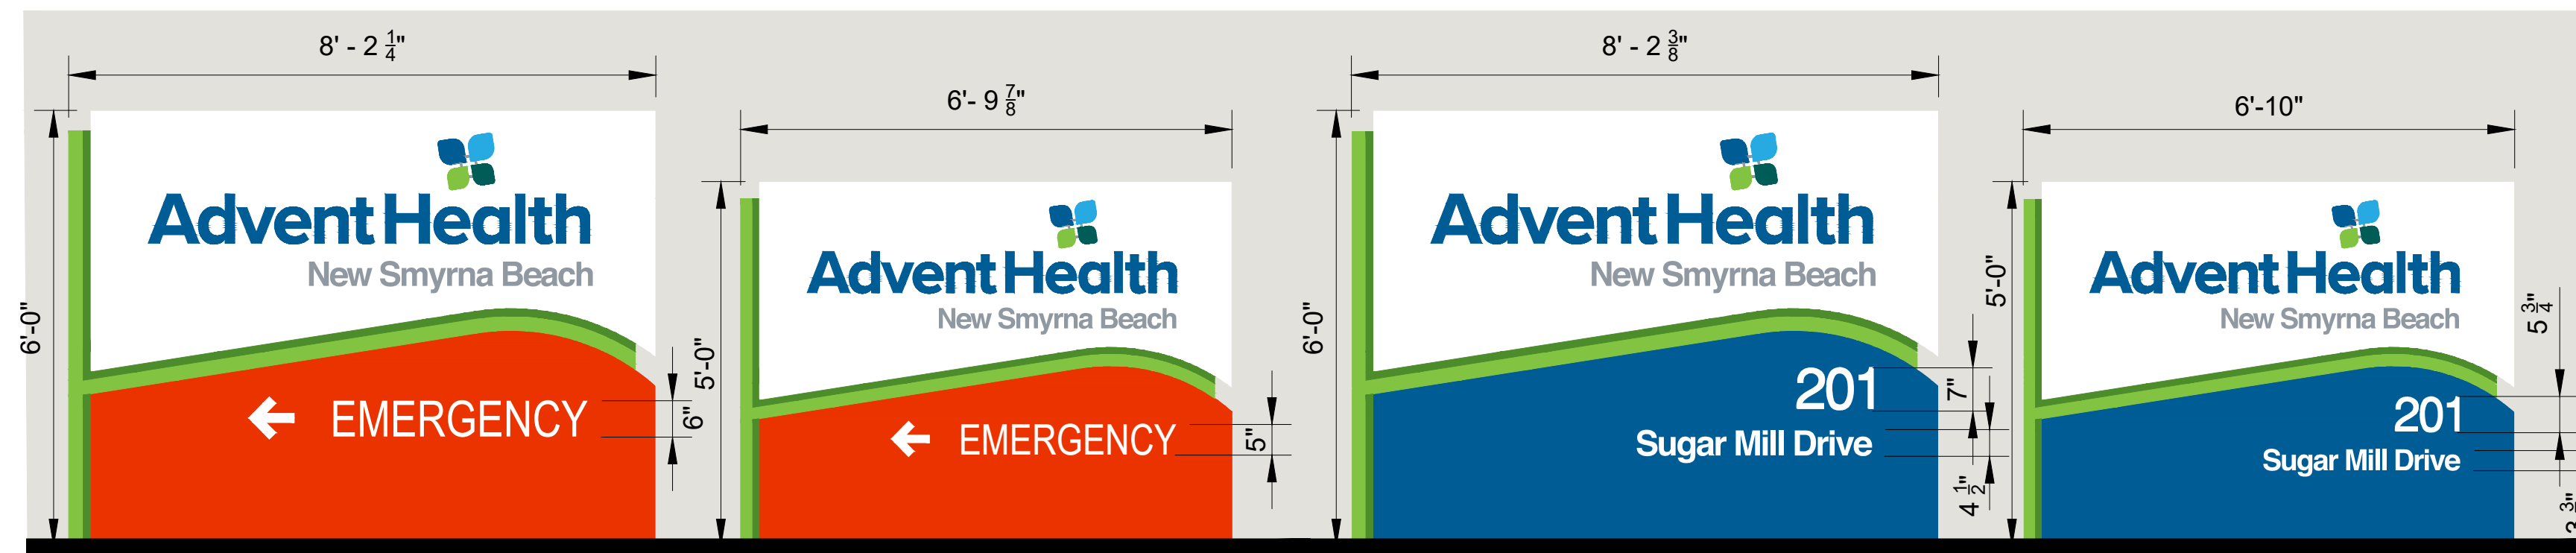 8' - 2 1/4"
6'-0"
AdventHealth
New Smyrna Beach
EMERGENCY
6"
6'- 9 7/8"
5'-0"
AdventHealth
New Smyrna Beach
EMERGENCY
5"
8' - 2 3/8"
6'-0"
AdventHealth
New Smyrna Beach
201
Sugar Mill Drive
7"
4 1/2"
6'-10"
5'-0"
AdventHealth
New Smyrna Beach
201
Sugar Mill Drive
5 3/4"